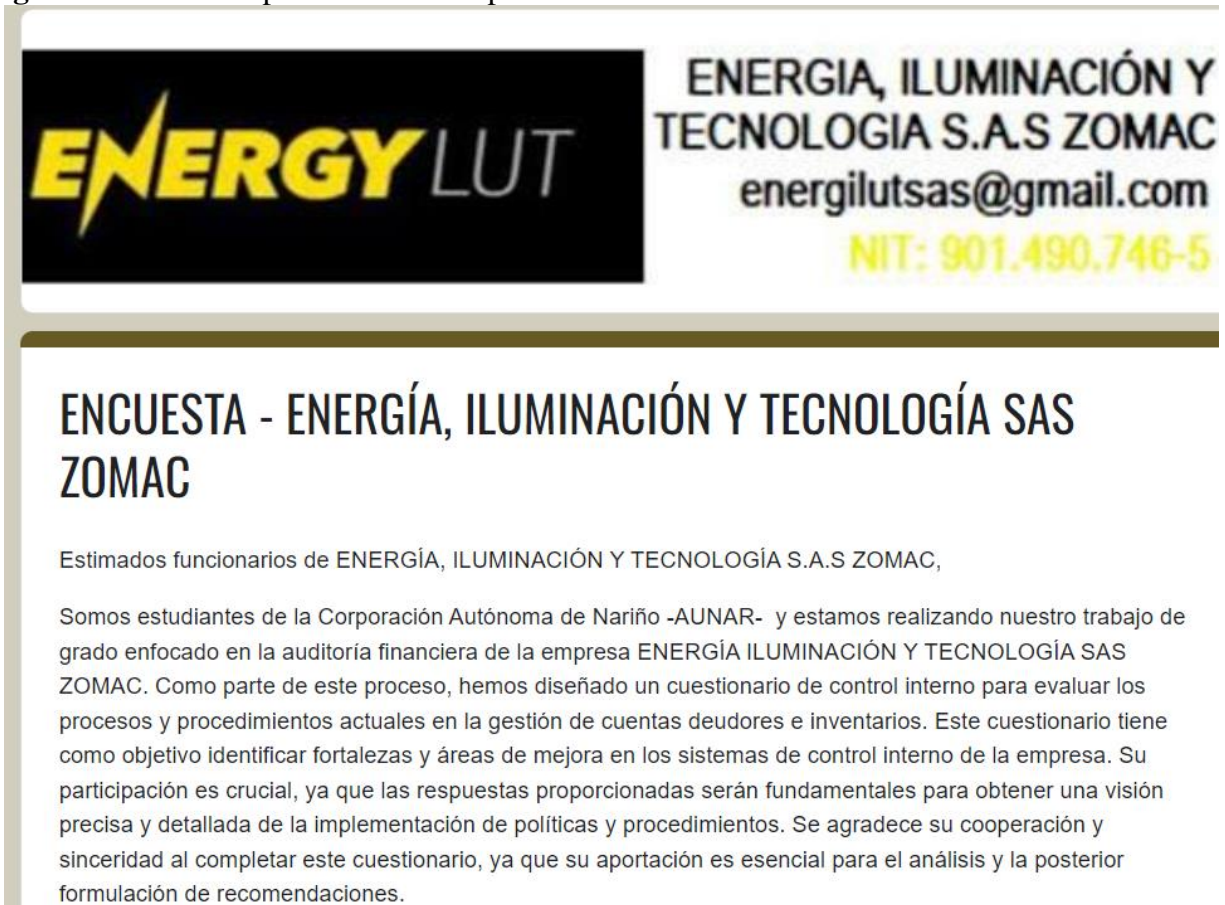 ENERGY LUT
ENERGIA, ILUMINACIÓN Y
TECNOLOGIA S.A.S ZOMAC
energilutsas@gmail.com
NIT: 901.490.746-5
ENCUESTA - ENERGÍA, ILUMINACIÓN Y TECNOLOGÍA SAS
ZOMAC
Estimados funcionarios de ENERGÍA, ILUMINACIÓN Y TECNOLOGÍA S.A.S ZOMAC,
Somos estudiantes de la Corporación Autónoma de Nariño -AUNAR- y estamos realizando nuestro trabajo de
grado enfocado en la auditoría financiera de la empresa ENERGÍA ILUMINACIÓN Y TECNOLOGÍA SAS
ZOMAC. Como parte de este proceso, hemos diseñado un cuestionario de control interno para evaluar los
procesos y procedimientos actuales en la gestión de cuentas deudores e inventarios. Este cuestionario tiene
como objetivo identificar fortalezas y áreas de mejora en los sistemas de control interno de la empresa. Su
participación es crucial, ya que las respuestas proporcionadas serán fundamentales para obtener una visión
precisa y detallada de la implementación de políticas y procedimientos. Se agradece su cooperación y
sinceridad al completar este cuestionario, ya que su aportación es esencial para el análisis y la posterior
formulación de recomendaciones.